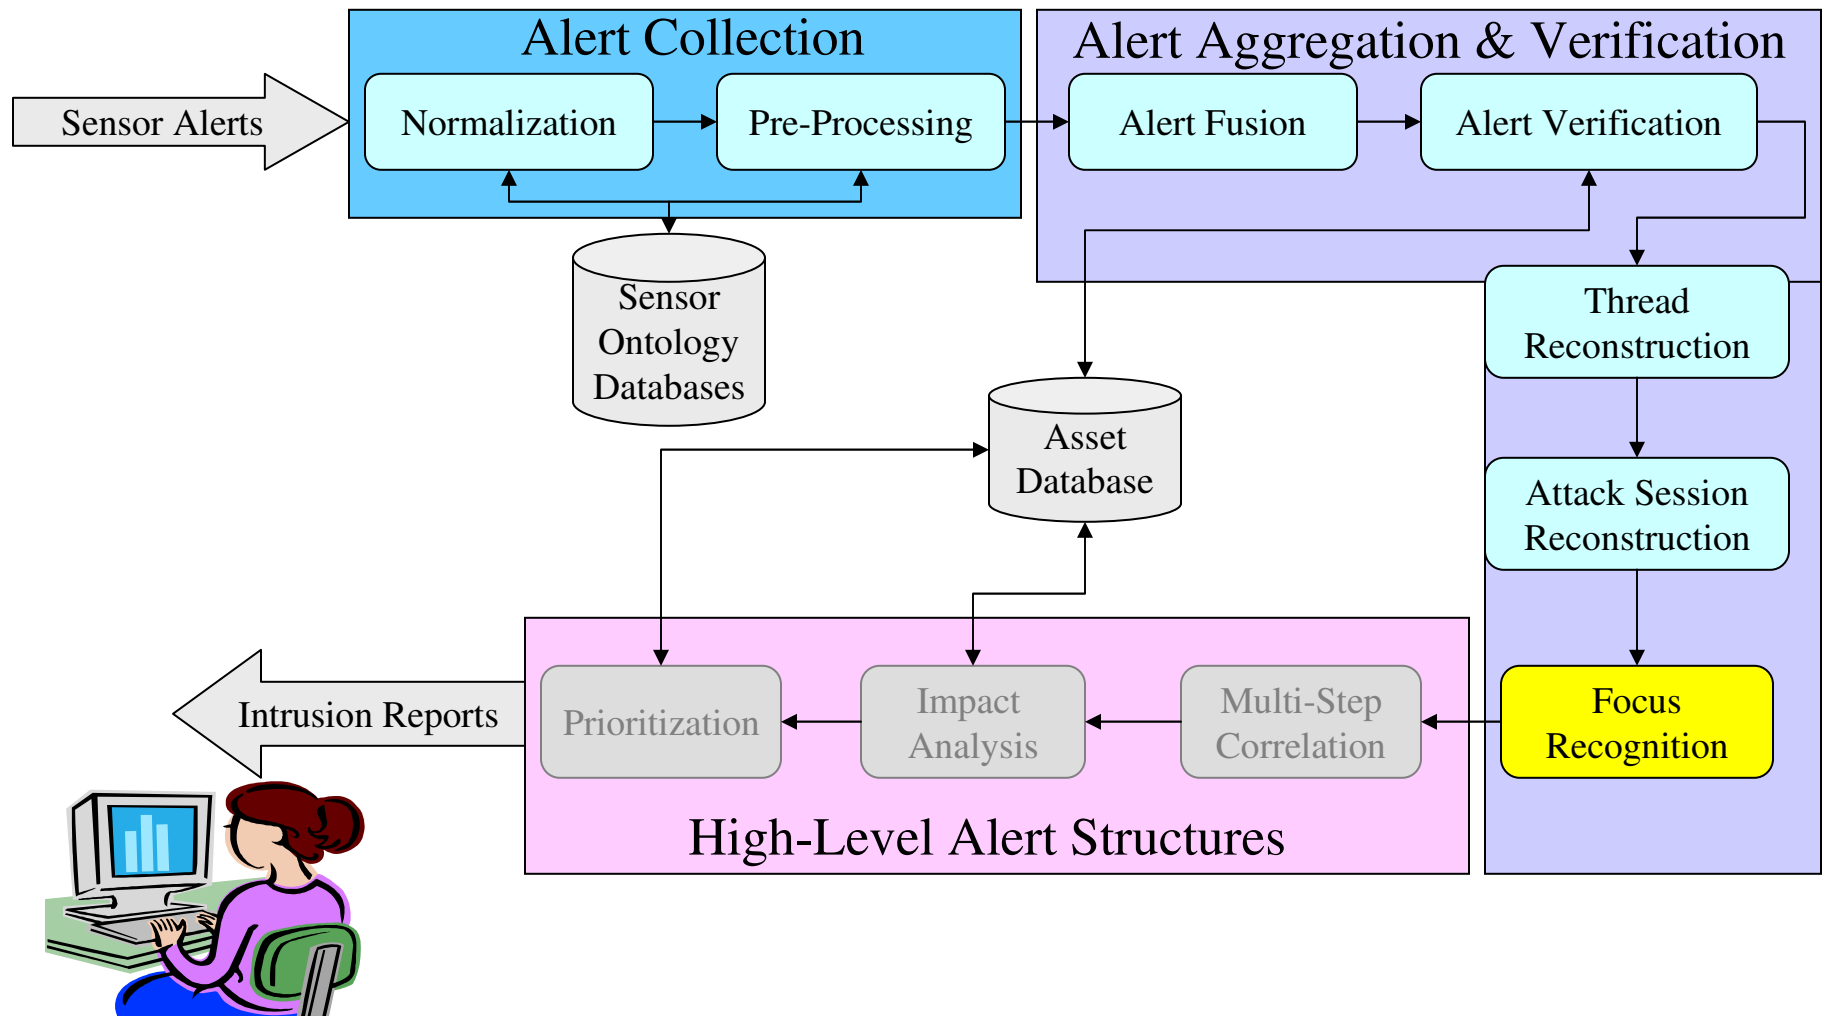 Alert Collection
Alert Aggregation & Verification
Sensor Alerts
Normalization
Pre-Processing
Alert Fusion
Alert Verification
Sensor
Ontology
Databases
Thread
Reconstruction
Asset
Database
Attack Session
Reconstruction
Intrusion Reports
Prioritization
Impact
Analysis
Multi-Step
Correlation
Focus
Recognition
High-Level Alert Structures